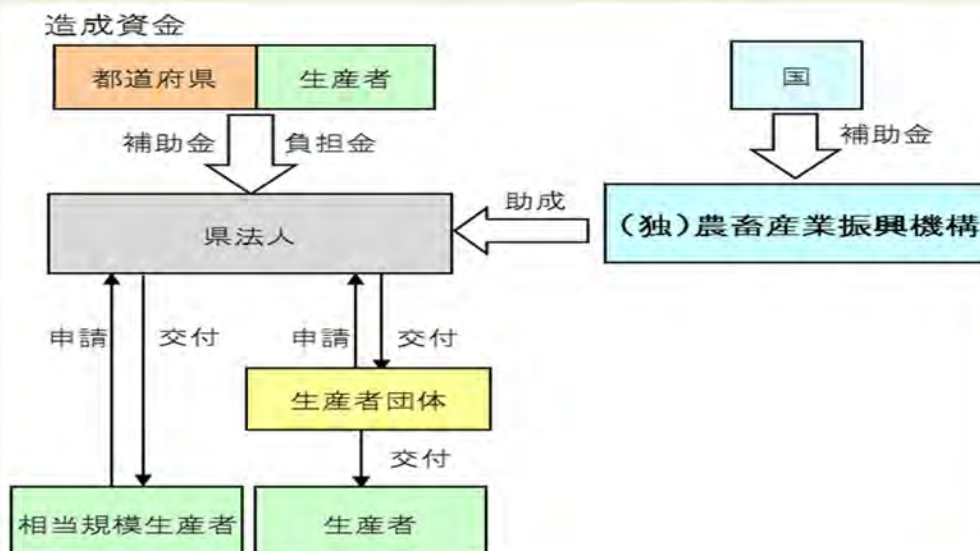 造成資金
都道府県
生産者
国
補助金
負担金
補助金
県法人
助成
（独）農畜産業振興機構
申請
交付
申請
交付
生産者団体
交付
相当規模生産者
生産者